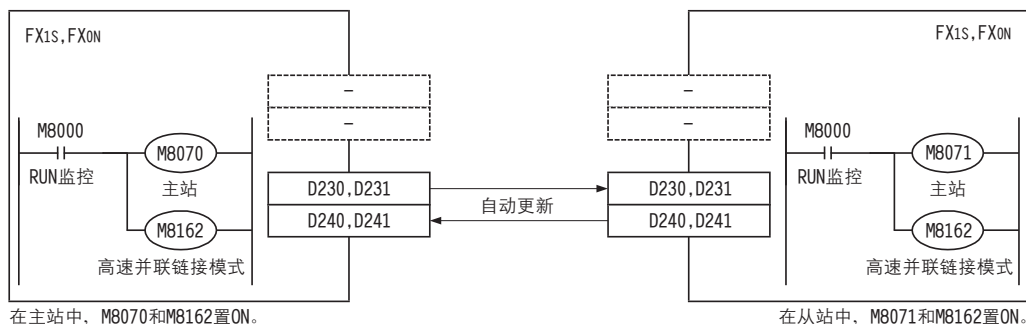 FX1S,FX0N
M8000
RUN监控
M8070
主站
M8162
高速并联链接模式
-
-
D230,D231
D240,D241
自动更新
-
-
D230,D231
D240,D241
FX1S,FX0N
M8000
RUN监控
M8071
主站
M8162
高速并联链接模式
在主站中，M8070和M8162置ON。
在从站中，M8071和M8162置ON。